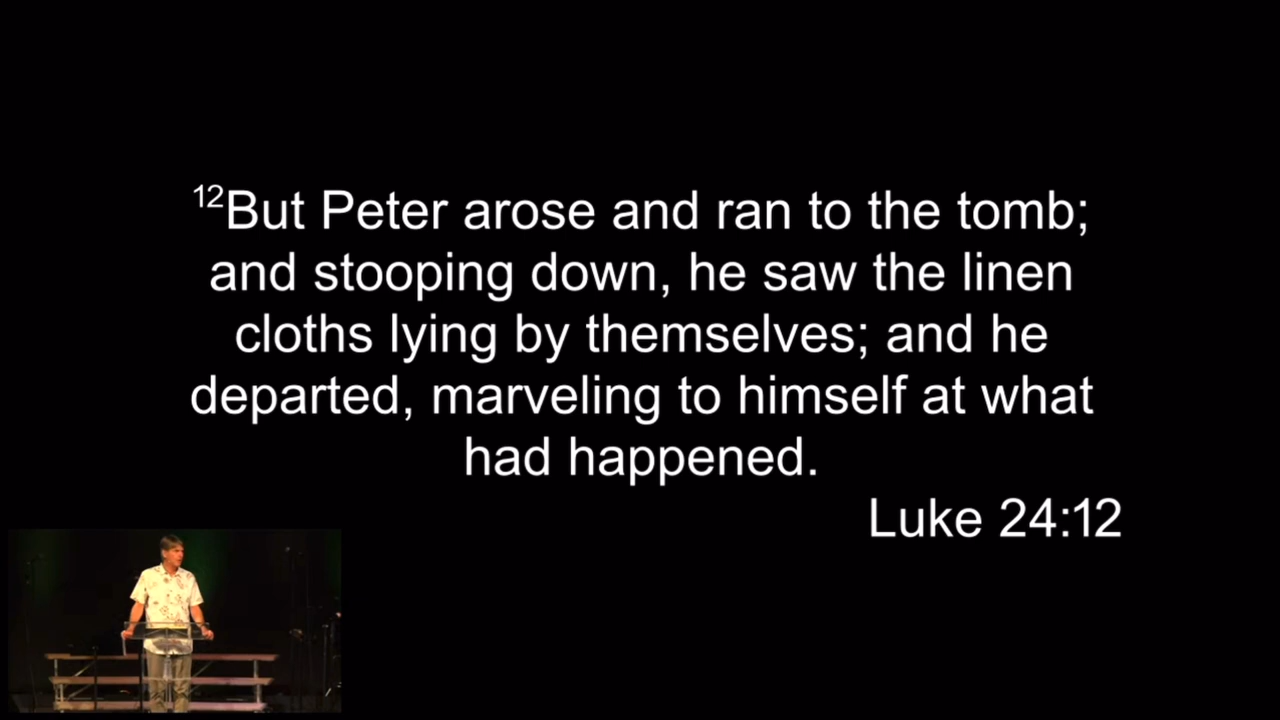 12But Peter arose and ran to the tomb;
and stooping down, he saw the linen
cloths lying by themselves; and he
departed, marveling to himself at what
had happened.
Luke 24:12